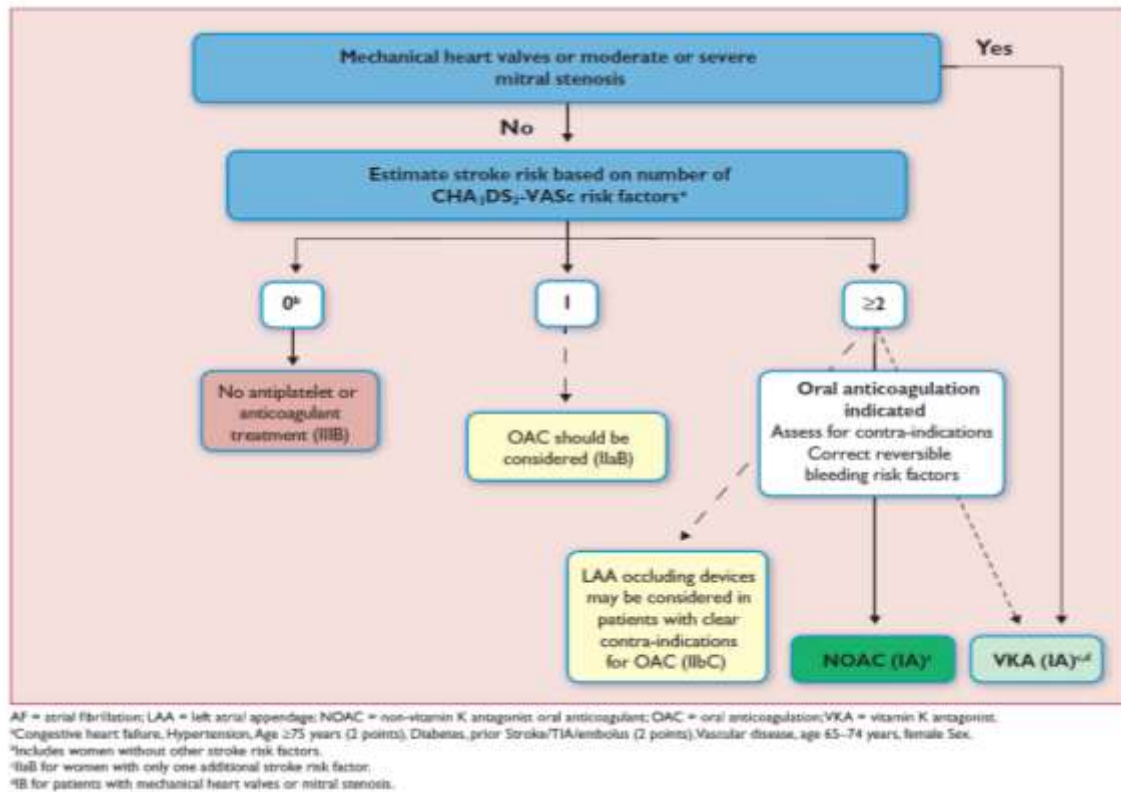 Mechanical heart valves or moderate or severe
mitral stenosis
Yes
No
Estimate stroke risk based on number of
CHA₂DS₂-VASc risk factorsᵃ
0ᵇ
1
≥2
No antiplatelet or
anticoagulant
treatment (IIIB)
OAC should be
considered (IIaB)
Oral anticoagulation
indicated
Assess for contra-indications
Correct reversible
bleeding risk factors
LAA occluding devices
may be considered in
patients with clear
contra-indications
for OAC (IIbC)
NOAC (IA)ᶜ
VKA (IA)ᶜ,ᵈ
AF = atrial fibrillation; LAA = left atrial appendage; NOAC = non-vitamin K antagonist oral anticoagulant; OAC = oral anticoagulation; VKA = vitamin K antagonist.
ᵃCongestive heart failure, Hypertension, Age ≥75 years (2 points), Diabetes, prior Stroke/TIA/embolus (2 points), Vascular disease, age 65–74 years, female Sex.
ᵇIncludes women without other stroke risk factors.
ᶜIIaB for women with only one additional stroke risk factor.
ᵈIB for patients with mechanical heart valves or mitral stenosis.